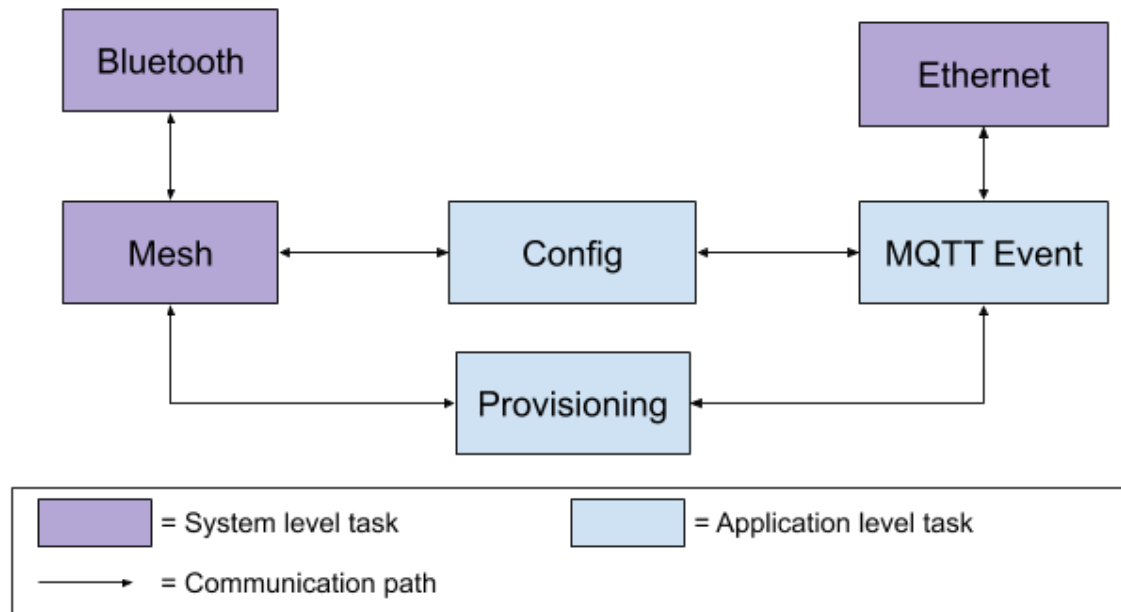 Bluetooth
Ethernet
Mesh
Config
MQTT Event
Provisioning
= System level task
= Application level task
= Communication path